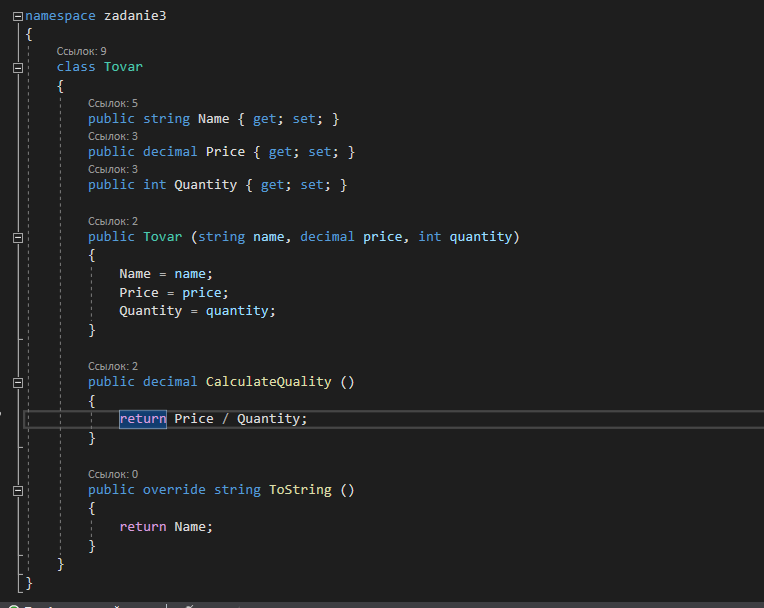 namespace zadanie3
{
Ссылок: 9
class Tovar
{
Ссылок: 5
public string Name { get; set; }
Ссылок: 3
public decimal Price { get; set; }
Ссылок: 3
public int Quantity { get; set; }
Ссылок: 2
public Tovar (string name, decimal price, int quantity)
{
Name = name;
Price = price;
Quantity = quantity;
}
Ссылок: 2
public decimal CalculateQuality ()
{
return Price / Quantity;
}
Ссылок: 0
public override string ToString ()
{
return Name;
}
}
}